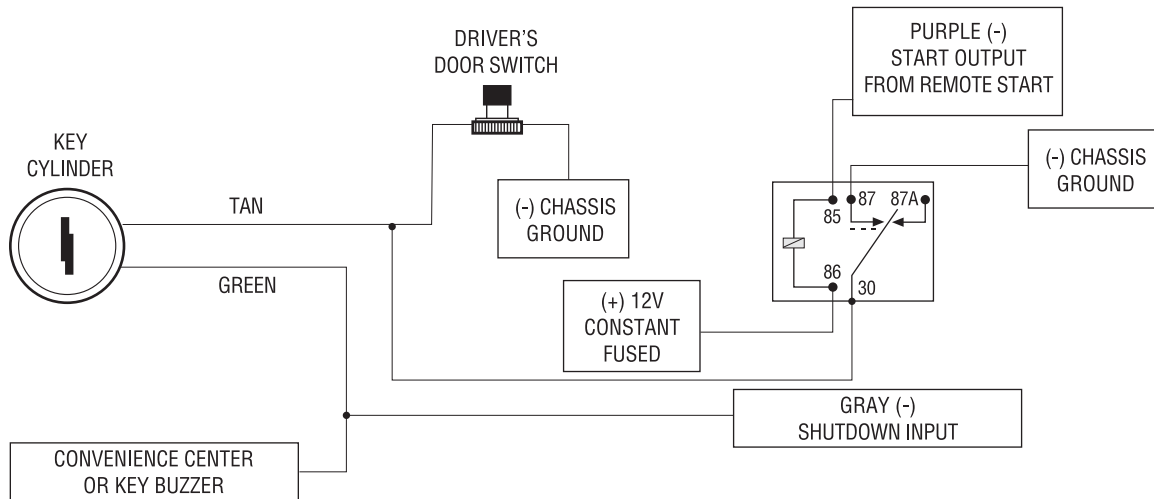 DRIVER'S
DOOR SWITCH
PURPLE (-)
START OUTPUT
FROM REMOTE START
KEY
CYLINDER
(-) CHASSIS
GROUND
TAN
(-) CHASSIS
GROUND
87
87A
85
86
30
GREEN
(+) 12V
CONSTANT
FUSED
GRAY (-)
SHUTDOWN INPUT
CONVENIENCE CENTER
OR KEY BUZZER